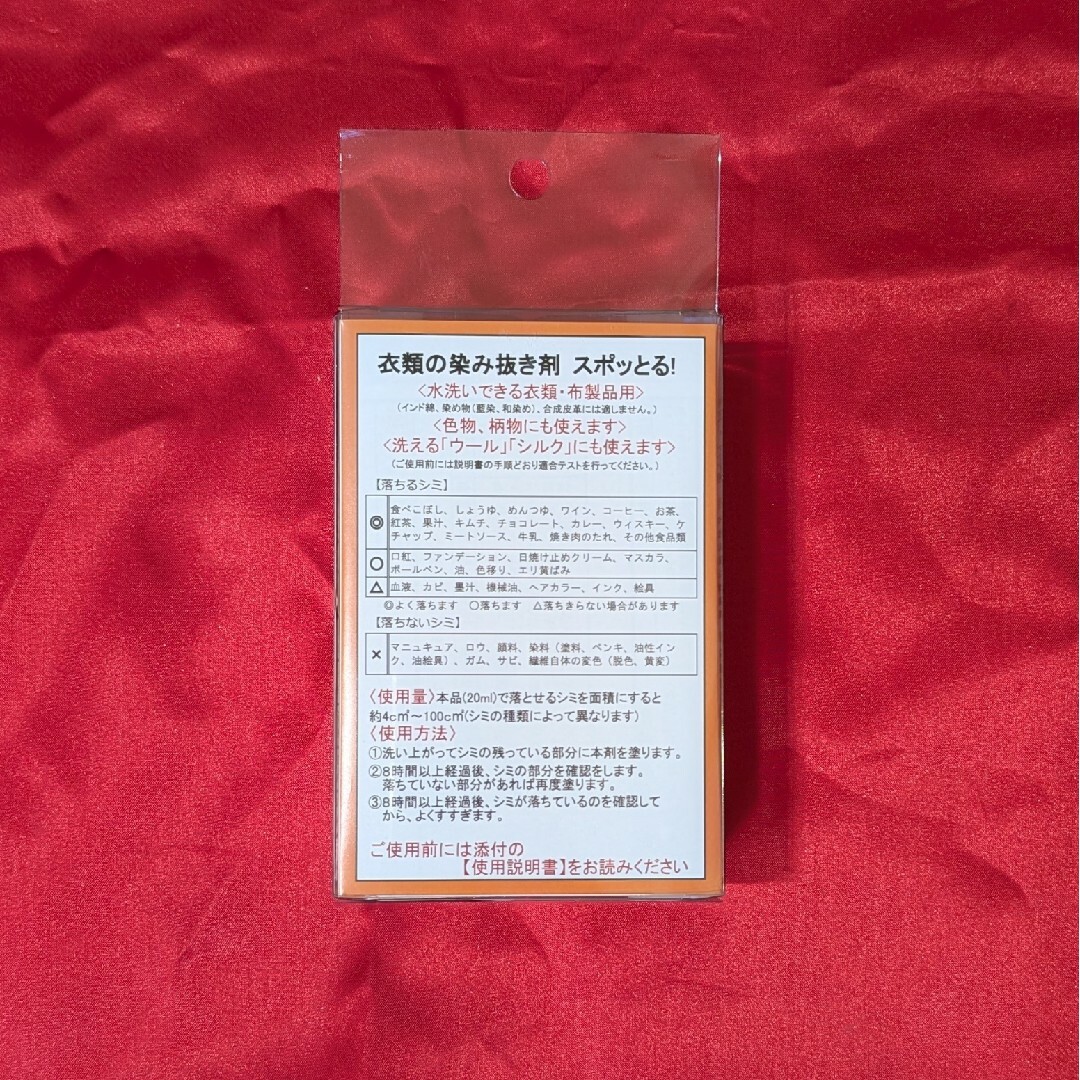 衣類の染み抜き剤 スポッとる!
〈水洗いできる衣類・布製品用〉
(インド綿、染め物(藍染、和染め)、合成皮革には適しません。)
〈色物、柄物にも使えます〉
〈洗える「ウール」「シルク」にも使えます〉
(ご使用前には説明書の手順どおり適合テストを行ってください。)
【落ちるシミ】
◎ 食べこぼし、しょうゆ、めんつゆ、ワイン、コーヒー、お茶、
紅茶、果汁、キムチ、チョコレート、カレー、ウィスキー、ケ
チャップ、ミートソース、牛乳、焼き肉のたれ、その他食品類
○ 口紅、ファンデーション、日焼け止めクリーム、マスカラ、
ボールペン、油、色移り、エリ黄ばみ
△ 血液、カビ、墨汁、機械油、ヘアカラー、インク、絵具
◎よく落ちます ○落ちます △落ちきらない場合があります
【落ちないシミ】
× マニュキュア、ロウ、顔料、染料(塗料、ペンキ、油性イン
ク、油絵具)、ガム、サビ、繊維自体の変色(脱色、黄変)
〈使用量〉本品(20ml)で落とせるシミを面積にすると
約4c㎡〜100c㎡(シミの種類によって異なります)
〈使用方法〉
①洗い上がってシミの残っている部分に本剤を塗ります。
②8時間以上経過後、シミの部分を確認をします。
落ちていない部分があれば再度塗ります。
③8時間以上経過後、シミが落ちているのを確認して
から、よくすすぎます。
ご使用前には添付の
【使用説明書】をお読みください